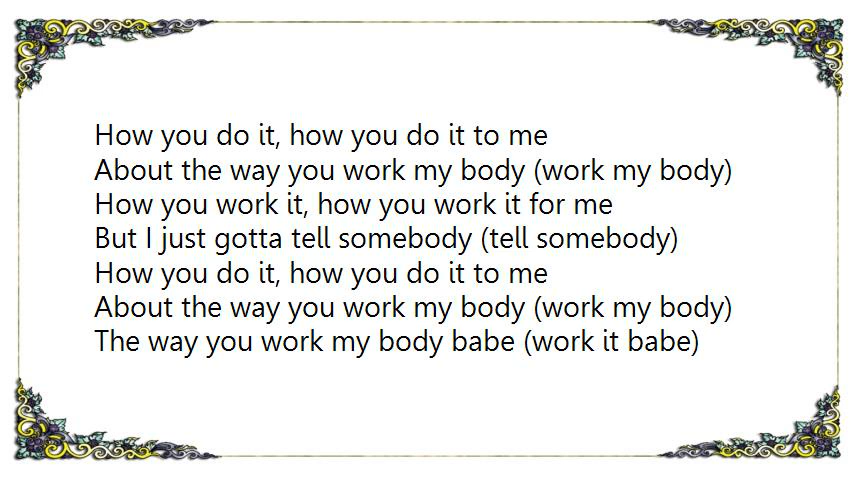 How you do it, how you do it to me
About the way you work my body (work my body)
How you work it, how you work it for me
But I just gotta tell somebody (tell somebody)
How you do it, how you do it to me
About the way you work my body (work my body)
The way you work my body babe (work it babe)